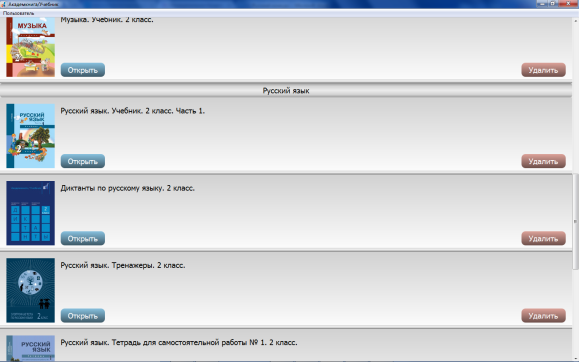 Академкнига/Учебник
Пользователь
МУЗЫКА
Музыка. Учебник. 2 класс.
Открыть
Удалить
Русский язык
РУССКИЙ
ЯЗЫК
2
Русский язык. Учебник. 2 класс. Часть 1.
Открыть
Удалить
Диктанты по русскому языку. 2 класс.
Открыть
Удалить
Русский язык. Тренажеры. 2 класс.
Открыть
Удалить
РУССКИЙ
ЯЗЫК
Русский язык. Тетрадь для самостоятельной работы № 1. 2 класс.